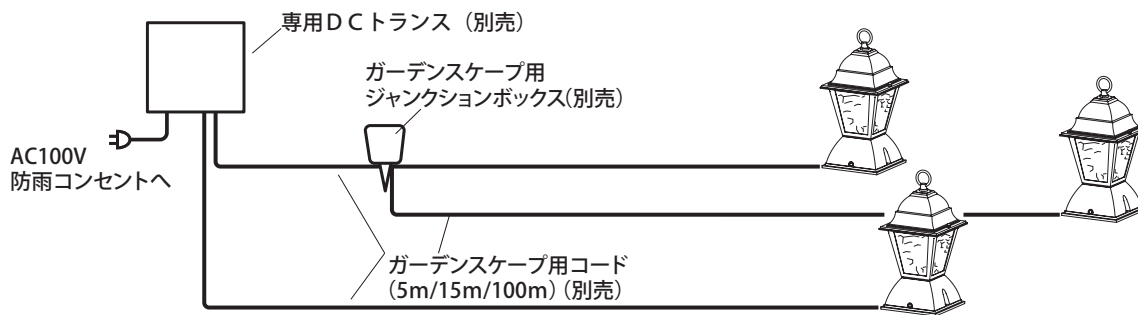 専用DCトランス（別売）
ガーデンスケープ用
ジャンクションボックス(別売)
AC100V
防雨コンセントへ
ガーデンスケープ用コード
(5m/15m/100m)(別売)